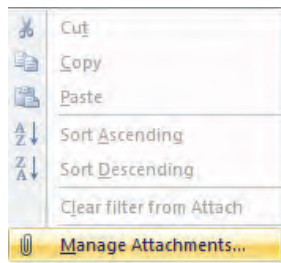 Cut
Copy
Paste
Sort Ascending
Sort Descending
Clear filter from Attach
Manage Attachments...